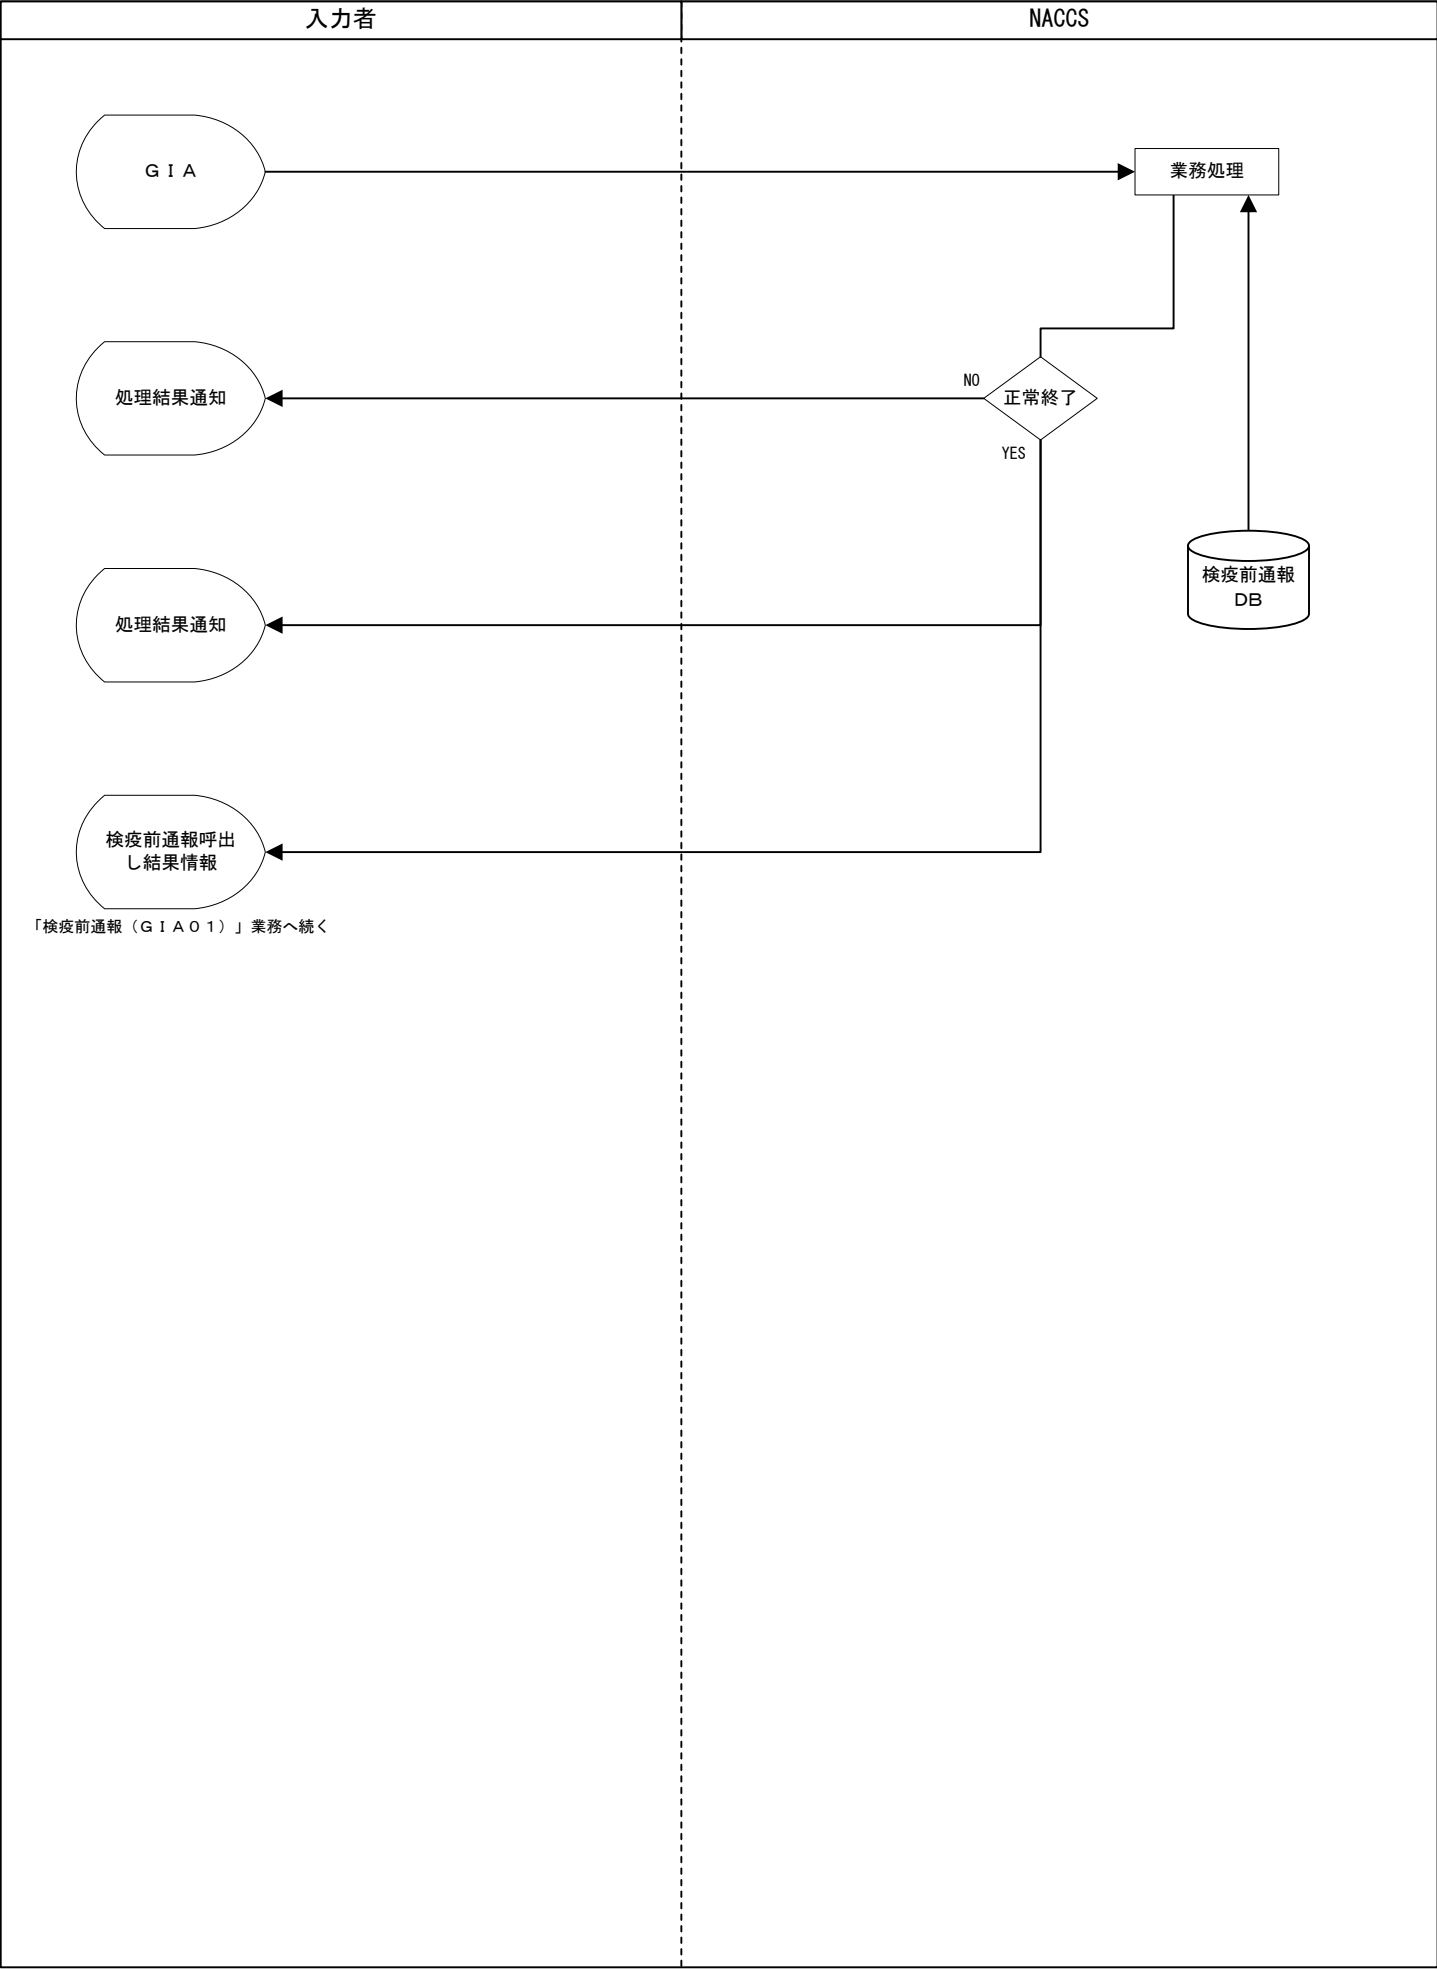 入力者
NACCS
ＧＩＡ
業務処理
処理結果通知
NO
正常終了
YES
処理結果通知
検疫前通報
ＤＢ
検疫前通報呼出
し結果情報
「検疫前通報（ＧＩＡ０１）」業務へ続く